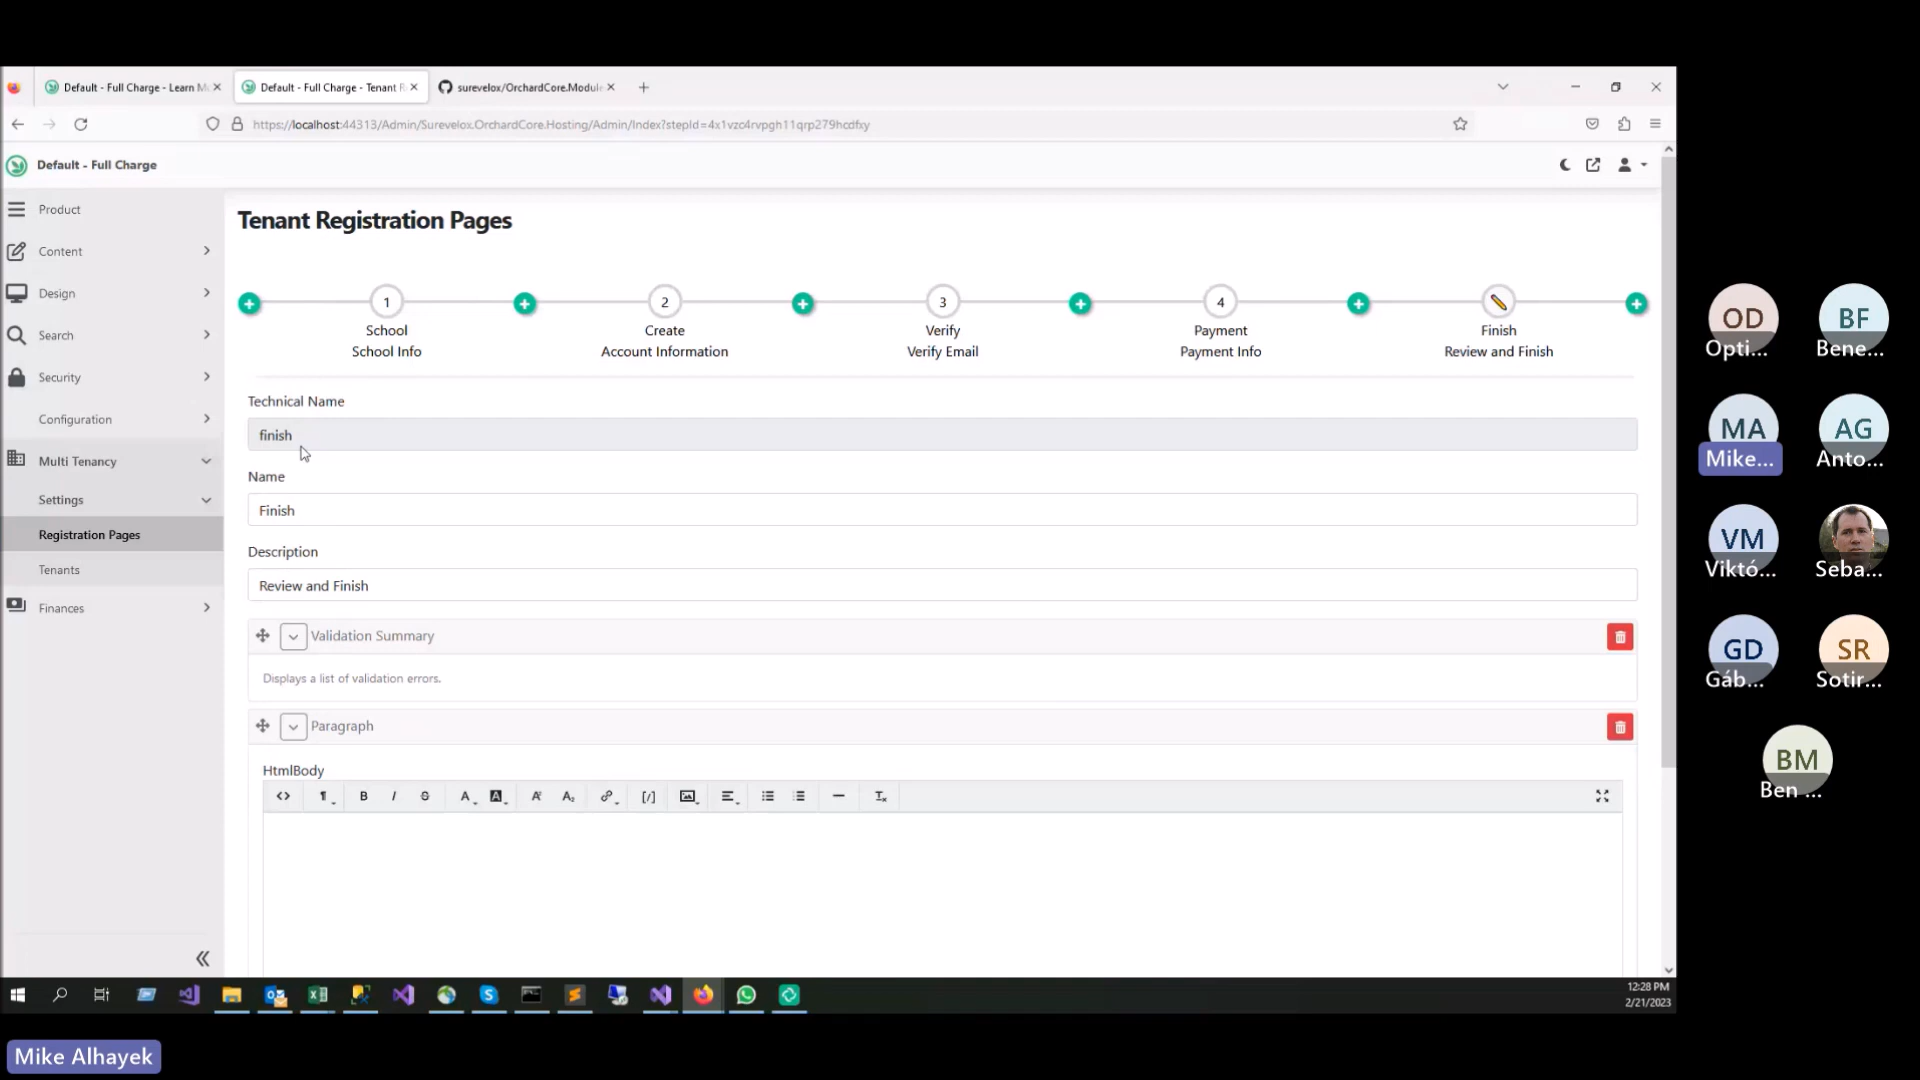 Default - Full Charge - Learn M
Default - Full Charge - Tenant R
surevelox/OrchardCore.Module
https://localhost:44313/Admin/Surevelox.OrchardCore.Hosting/Admin/Index?stepId=4x1vzc4rvpgh11qrp279hcdfxy
Default - Full Charge
Product
Content
Design
Search
Security
Configuration
Multi Tenancy
Settings
Registration Pages
Tenants
Finances
Tenant Registration Pages
1
School
School Info
2
Create
Account Information
3
Verify
Verify Email
4
Payment
Payment Info
Finish
Review and Finish
Technical Name
finish
Name
Finish
Description
Review and Finish
Validation Summary
Displays a list of validation errors.
Paragraph
HtmlBody
12:28 PM
2/21/2023
OD
Opti...
BF
Bene...
MA
Mike...
AG
Anto...
VM
Viktó...
Seba...
GD
Gáb...
SR
Sotir...
BM
Ben ...
Mike Alhayek